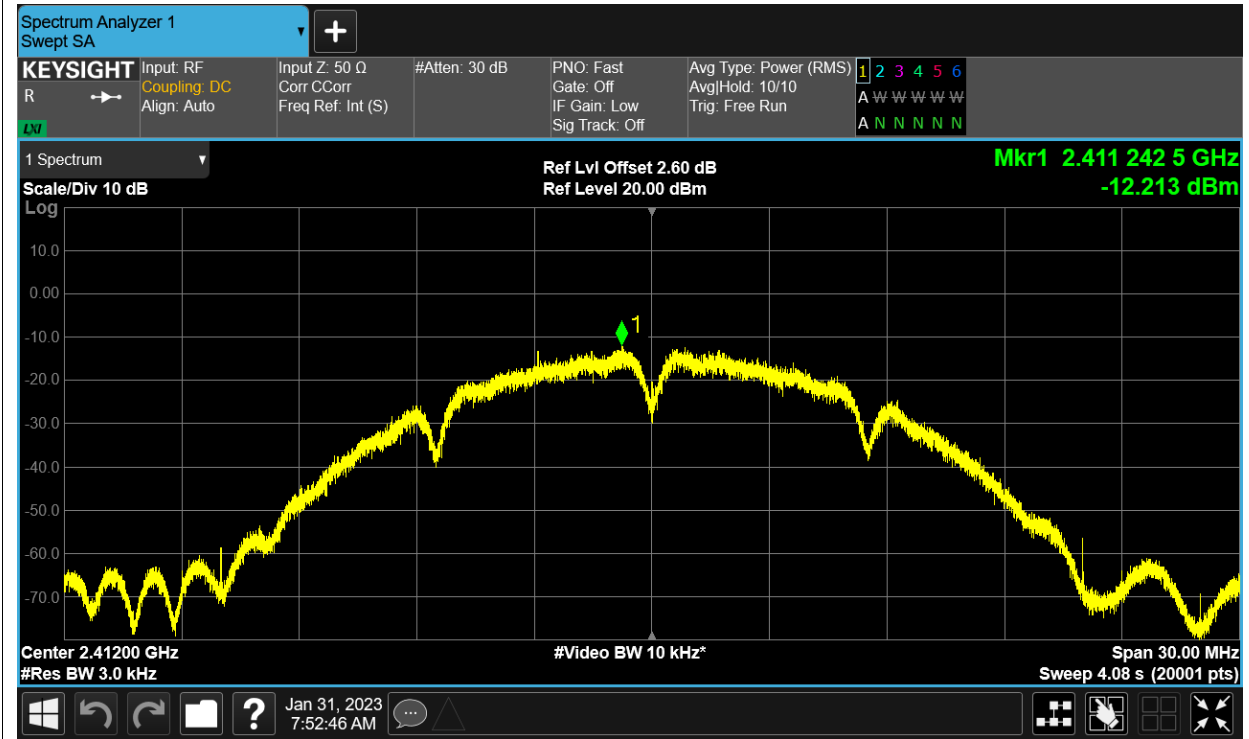 Spectrum Analyzer 1
Swept SA
+
KEYSIGHT
R
LXI
Input: RF
Coupling: DC
Align: Auto
Input Z: 50 Ω
Corr CCorr
Freq Ref: Int (S)
#Atten: 30 dB
PNO: Fast
Gate: Off
IF Gain: Low
Sig Track: Off
Avg Type: Power (RMS)
Avg|Hold: 10/10
Trig: Free Run
1 2 3 4 5 6
A W W W W W
A N N N N N
1 Spectrum
Scale/Div 10 dB
Log
Ref Lvl Offset 2.60 dB
Ref Level 20.00 dBm
Mkr1 2.411 242 5 GHz
-12.213 dBm
10.0
0.00
-10.0
-20.0
-30.0
-40.0
-50.0
-60.0
-70.0
1
Center 2.41200 GHz
#Res BW 3.0 kHz
#Video BW 10 kHz*
Span 30.00 MHz
Sweep 4.08 s (20001 pts)
?
Jan 31, 2023
7:52:46 AM